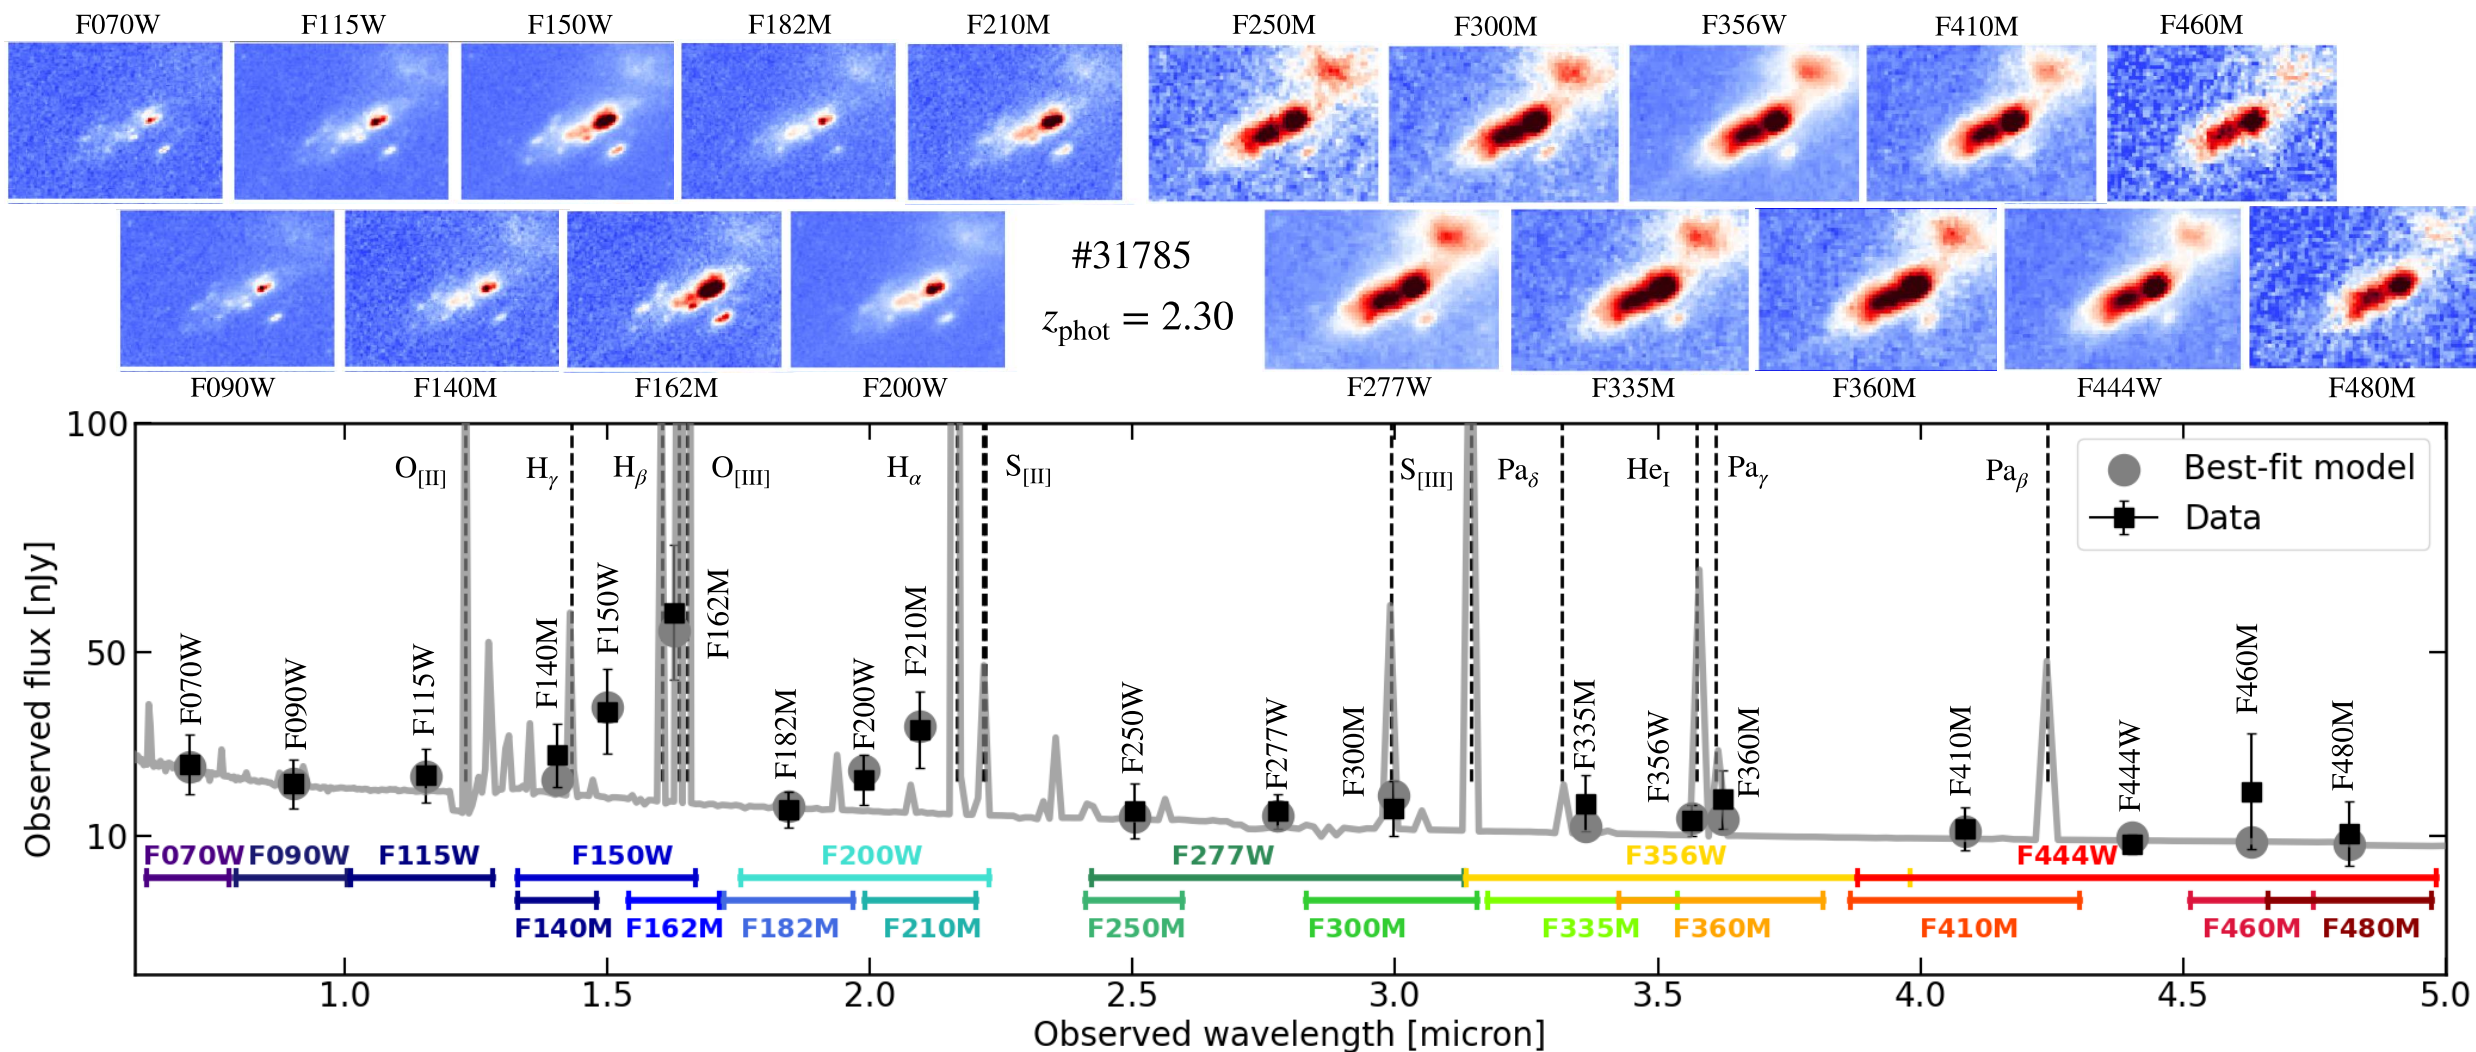 F070W F115W F150W F182M F210M F250M F300M F356W F410M F460M
#31785
z_phot = 2.30
F090W F140M F162M F200W F277W F335M F360M F444W F480M
100
50
10
Observed flux [nJy]
O[II] Hγ Hβ O[III] Hα S[II] S[III] Paδ HeI Paγ Paβ
Best-fit model
Data
F070W F090W F115W F140M F150W F162M F182M F200W F210M F250W F277W F300M F335M F356W F360M F410M F444W F460M F480M
F070W F090W F115W F150W F200W F277W F356W F444W
F140M F162M F182M F210M F250M F300M F335M F360M F410M F460M F480M
1.0 1.5 2.0 2.5 3.0 3.5 4.0 4.5 5.0
Observed wavelength [micron]